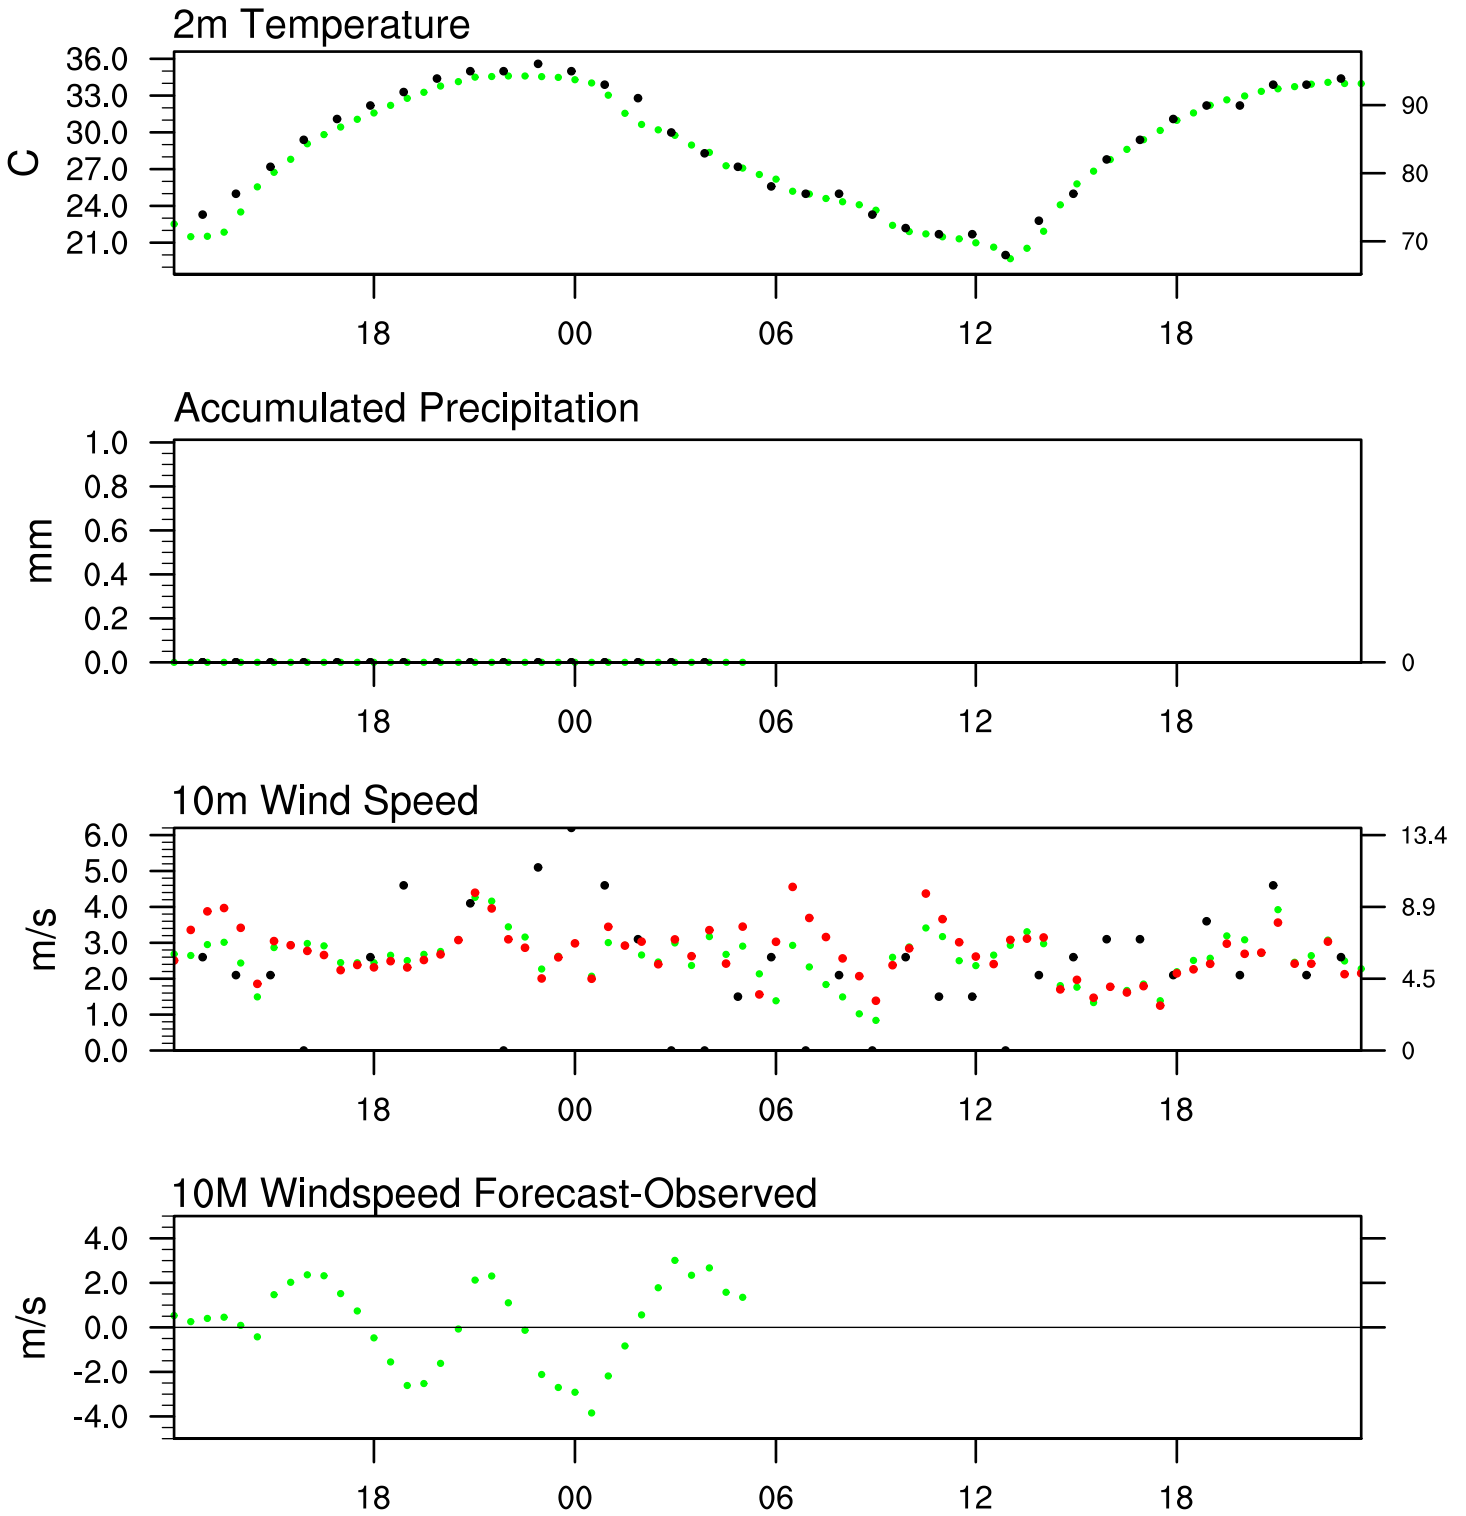 2m Temperature
36.0
33.0
30.0
27.0
24.0
21.0
C
90
80
70
18 00 06 12 18
Accumulated Precipitation
1.0
0.8
0.6
0.4
0.2
0.0
mm
0
18 00 06 12 18
10m Wind Speed
6.0
5.0
4.0
3.0
2.0
1.0
0.0
m/s
13.4
8.9
4.5
0
18 00 06 12 18
10M Windspeed Forecast-Observed
4.0
2.0
0.0
-2.0
-4.0
m/s
18 00 06 12 18